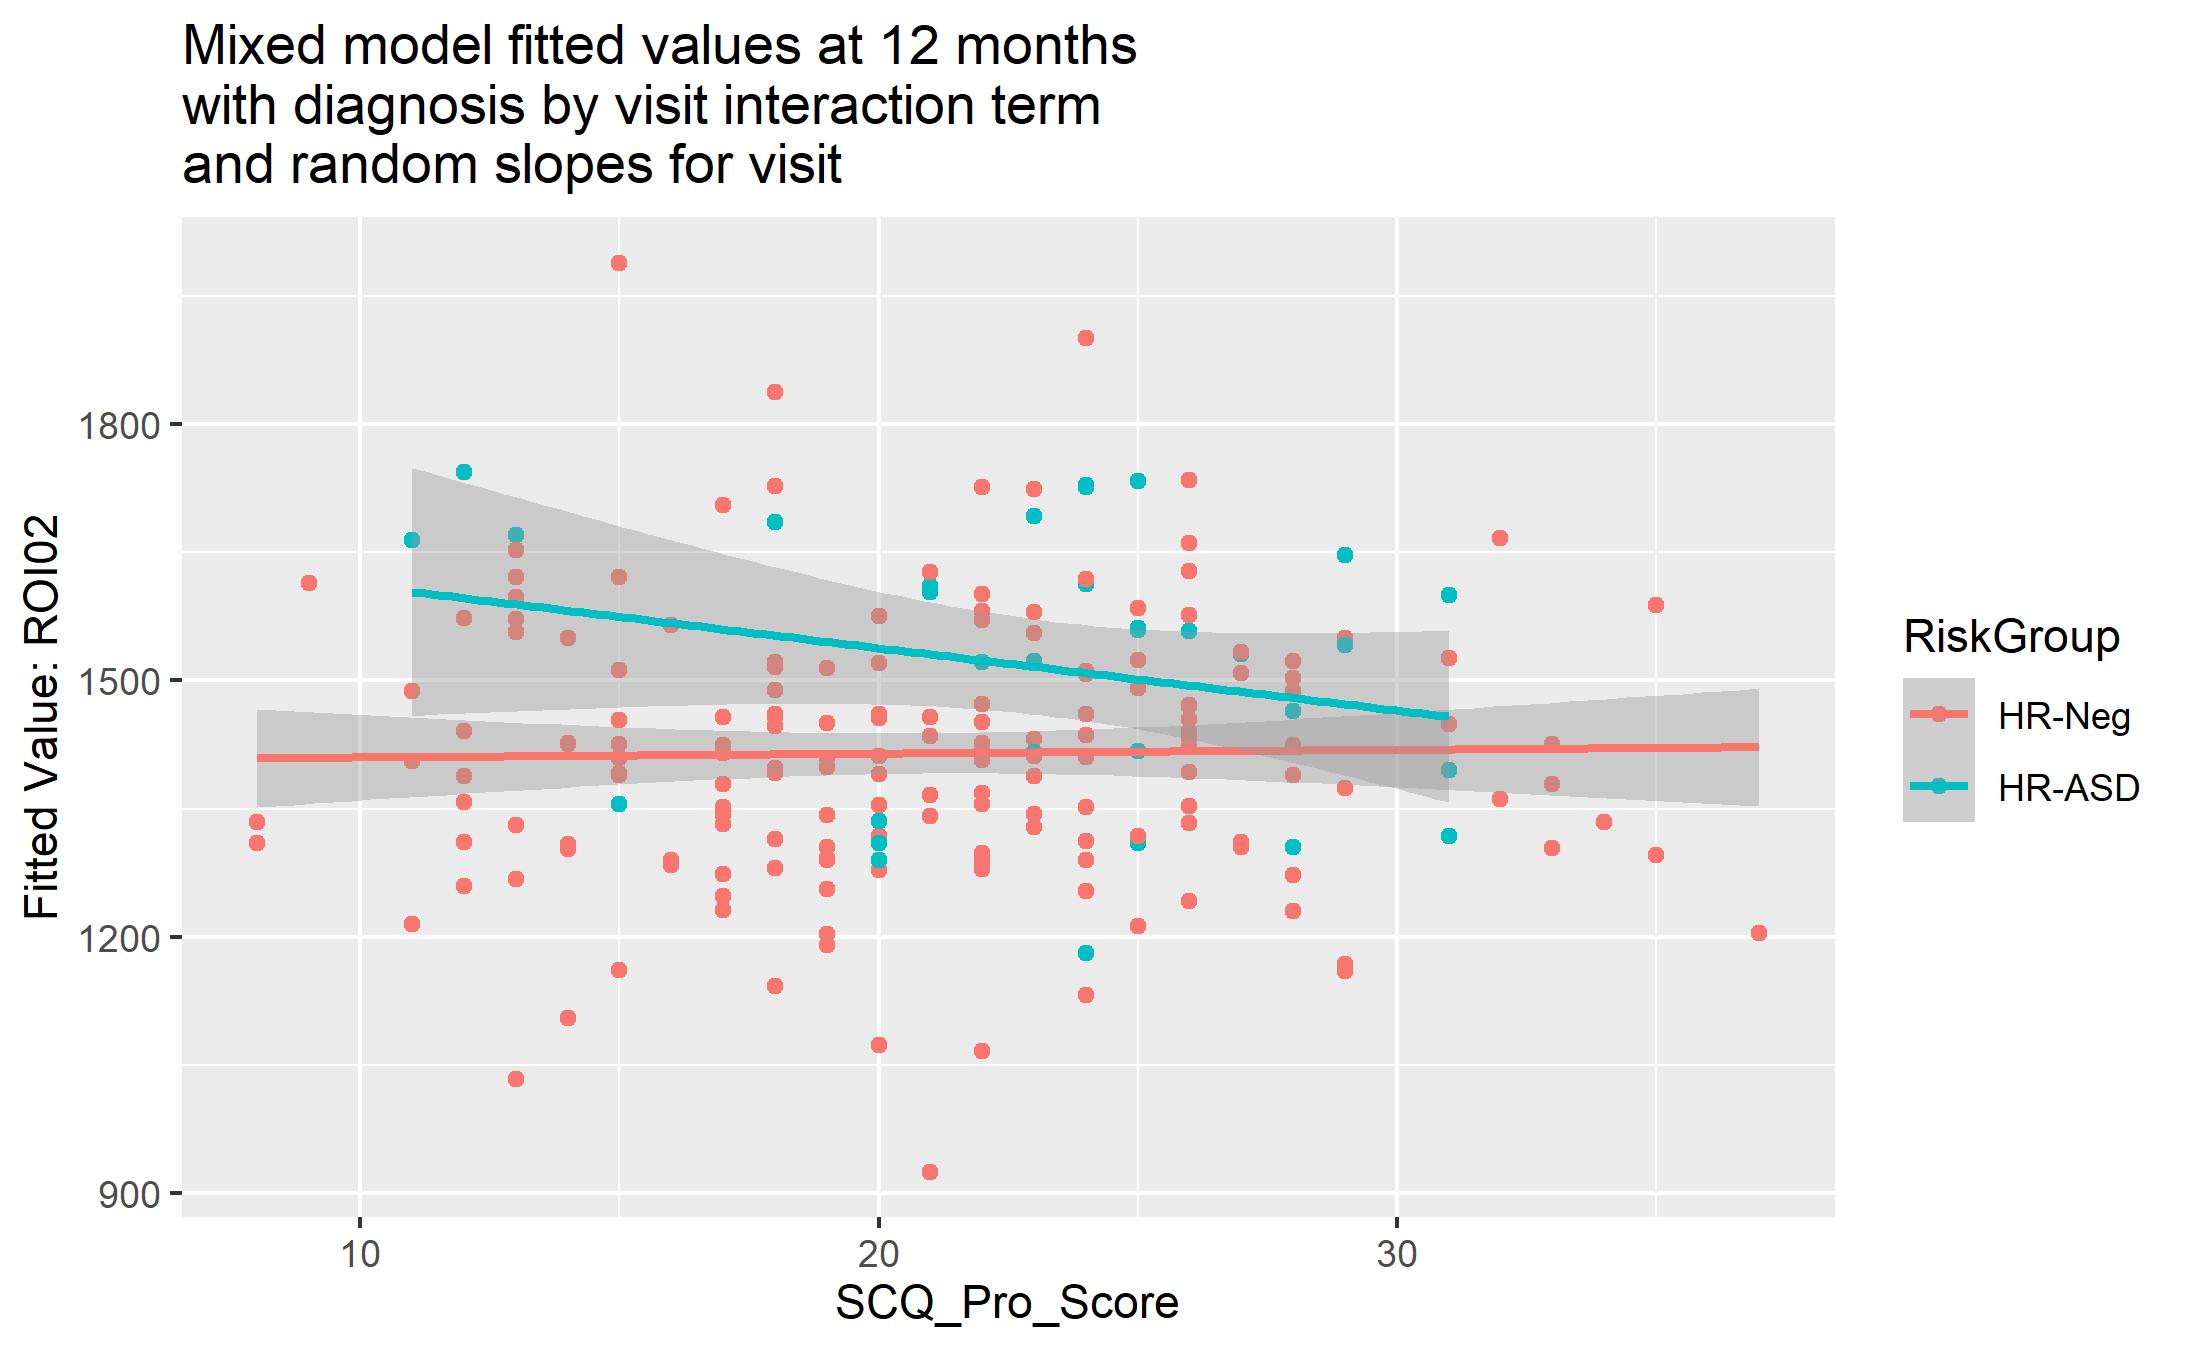 Mixed model fitted values at 12 months
with diagnosis by visit interaction term
and random slopes for visit
Fitted Value: ROI02
1800
1500
1200
900
10 20 30
SCQ_Pro_Score
RiskGroup
HR-Neg
HR-ASD